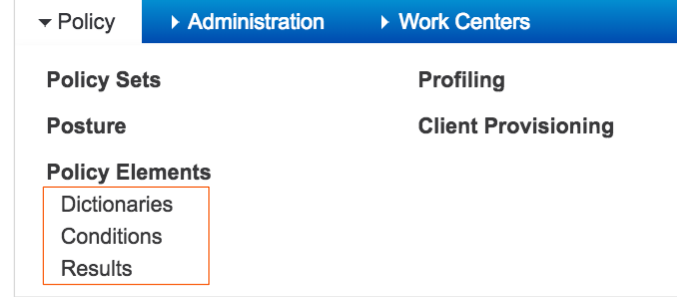 Policy Administration Work Centers
Policy Sets Profiling
Posture Client Provisioning
Policy Elements
Dictionaries
Conditions
Results